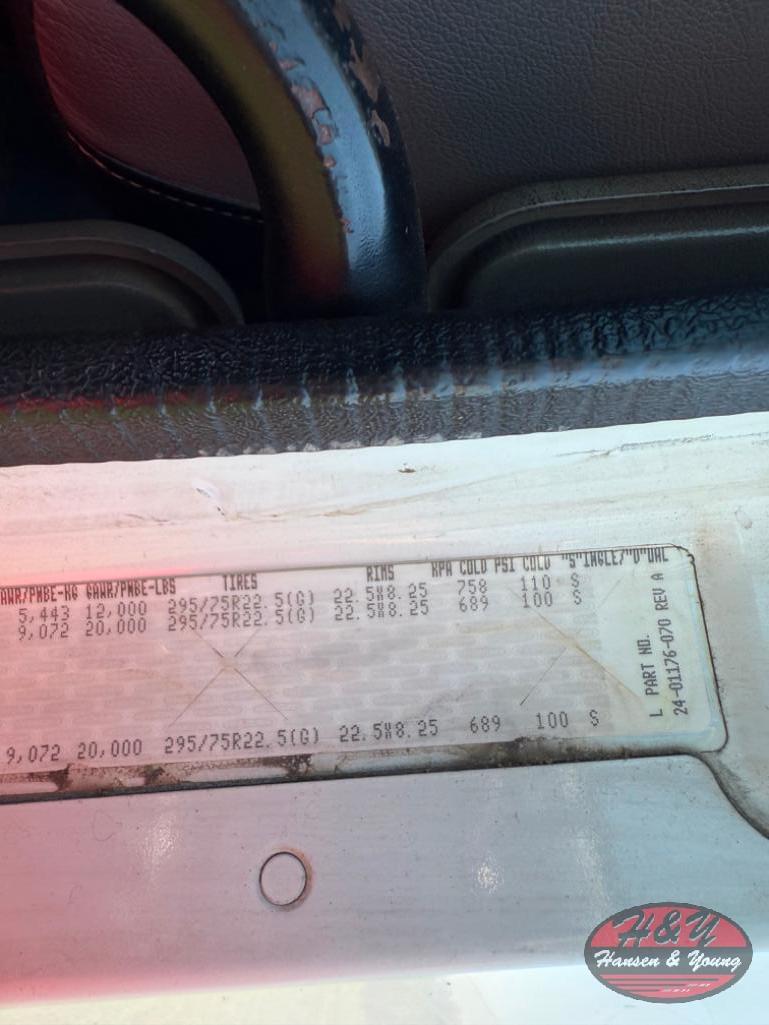 GAWR/PNBE-KG GAWR/PNBE-LBS TIRES RIMS KPA COLD PSI COLD "S"INGLE/"D"UAL
5,443 12,000 295/75R22.5(G) 22.5X8.25 758 110 S
9,072 20,000 295/75R22.5(G) 22.5X8.25 689 100 S
9,072 20,000 295/75R22.5(G) 22.5X8.25 689 100 S
L PART NO.
24-01176-070 REV A
H&Y
Hansen & Young